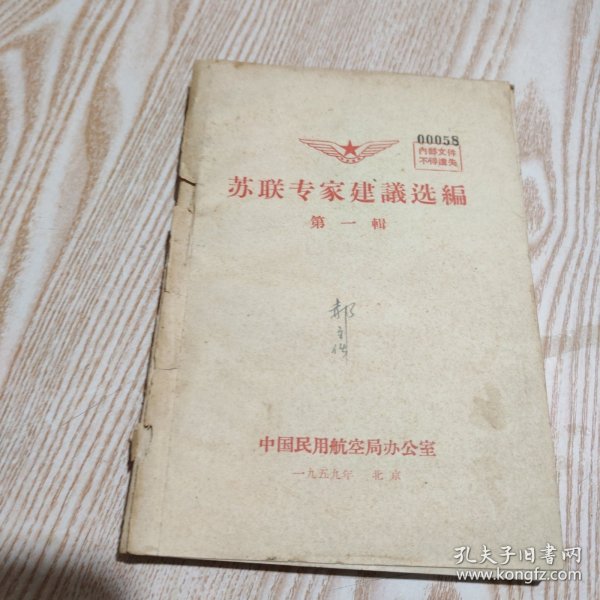 00058
内部文件
不得遗失
苏联专家建議选編
第一輯
郝
中国民用航空局办公室
一九五九年 北京
孔夫子旧书网
www.kongfz.com